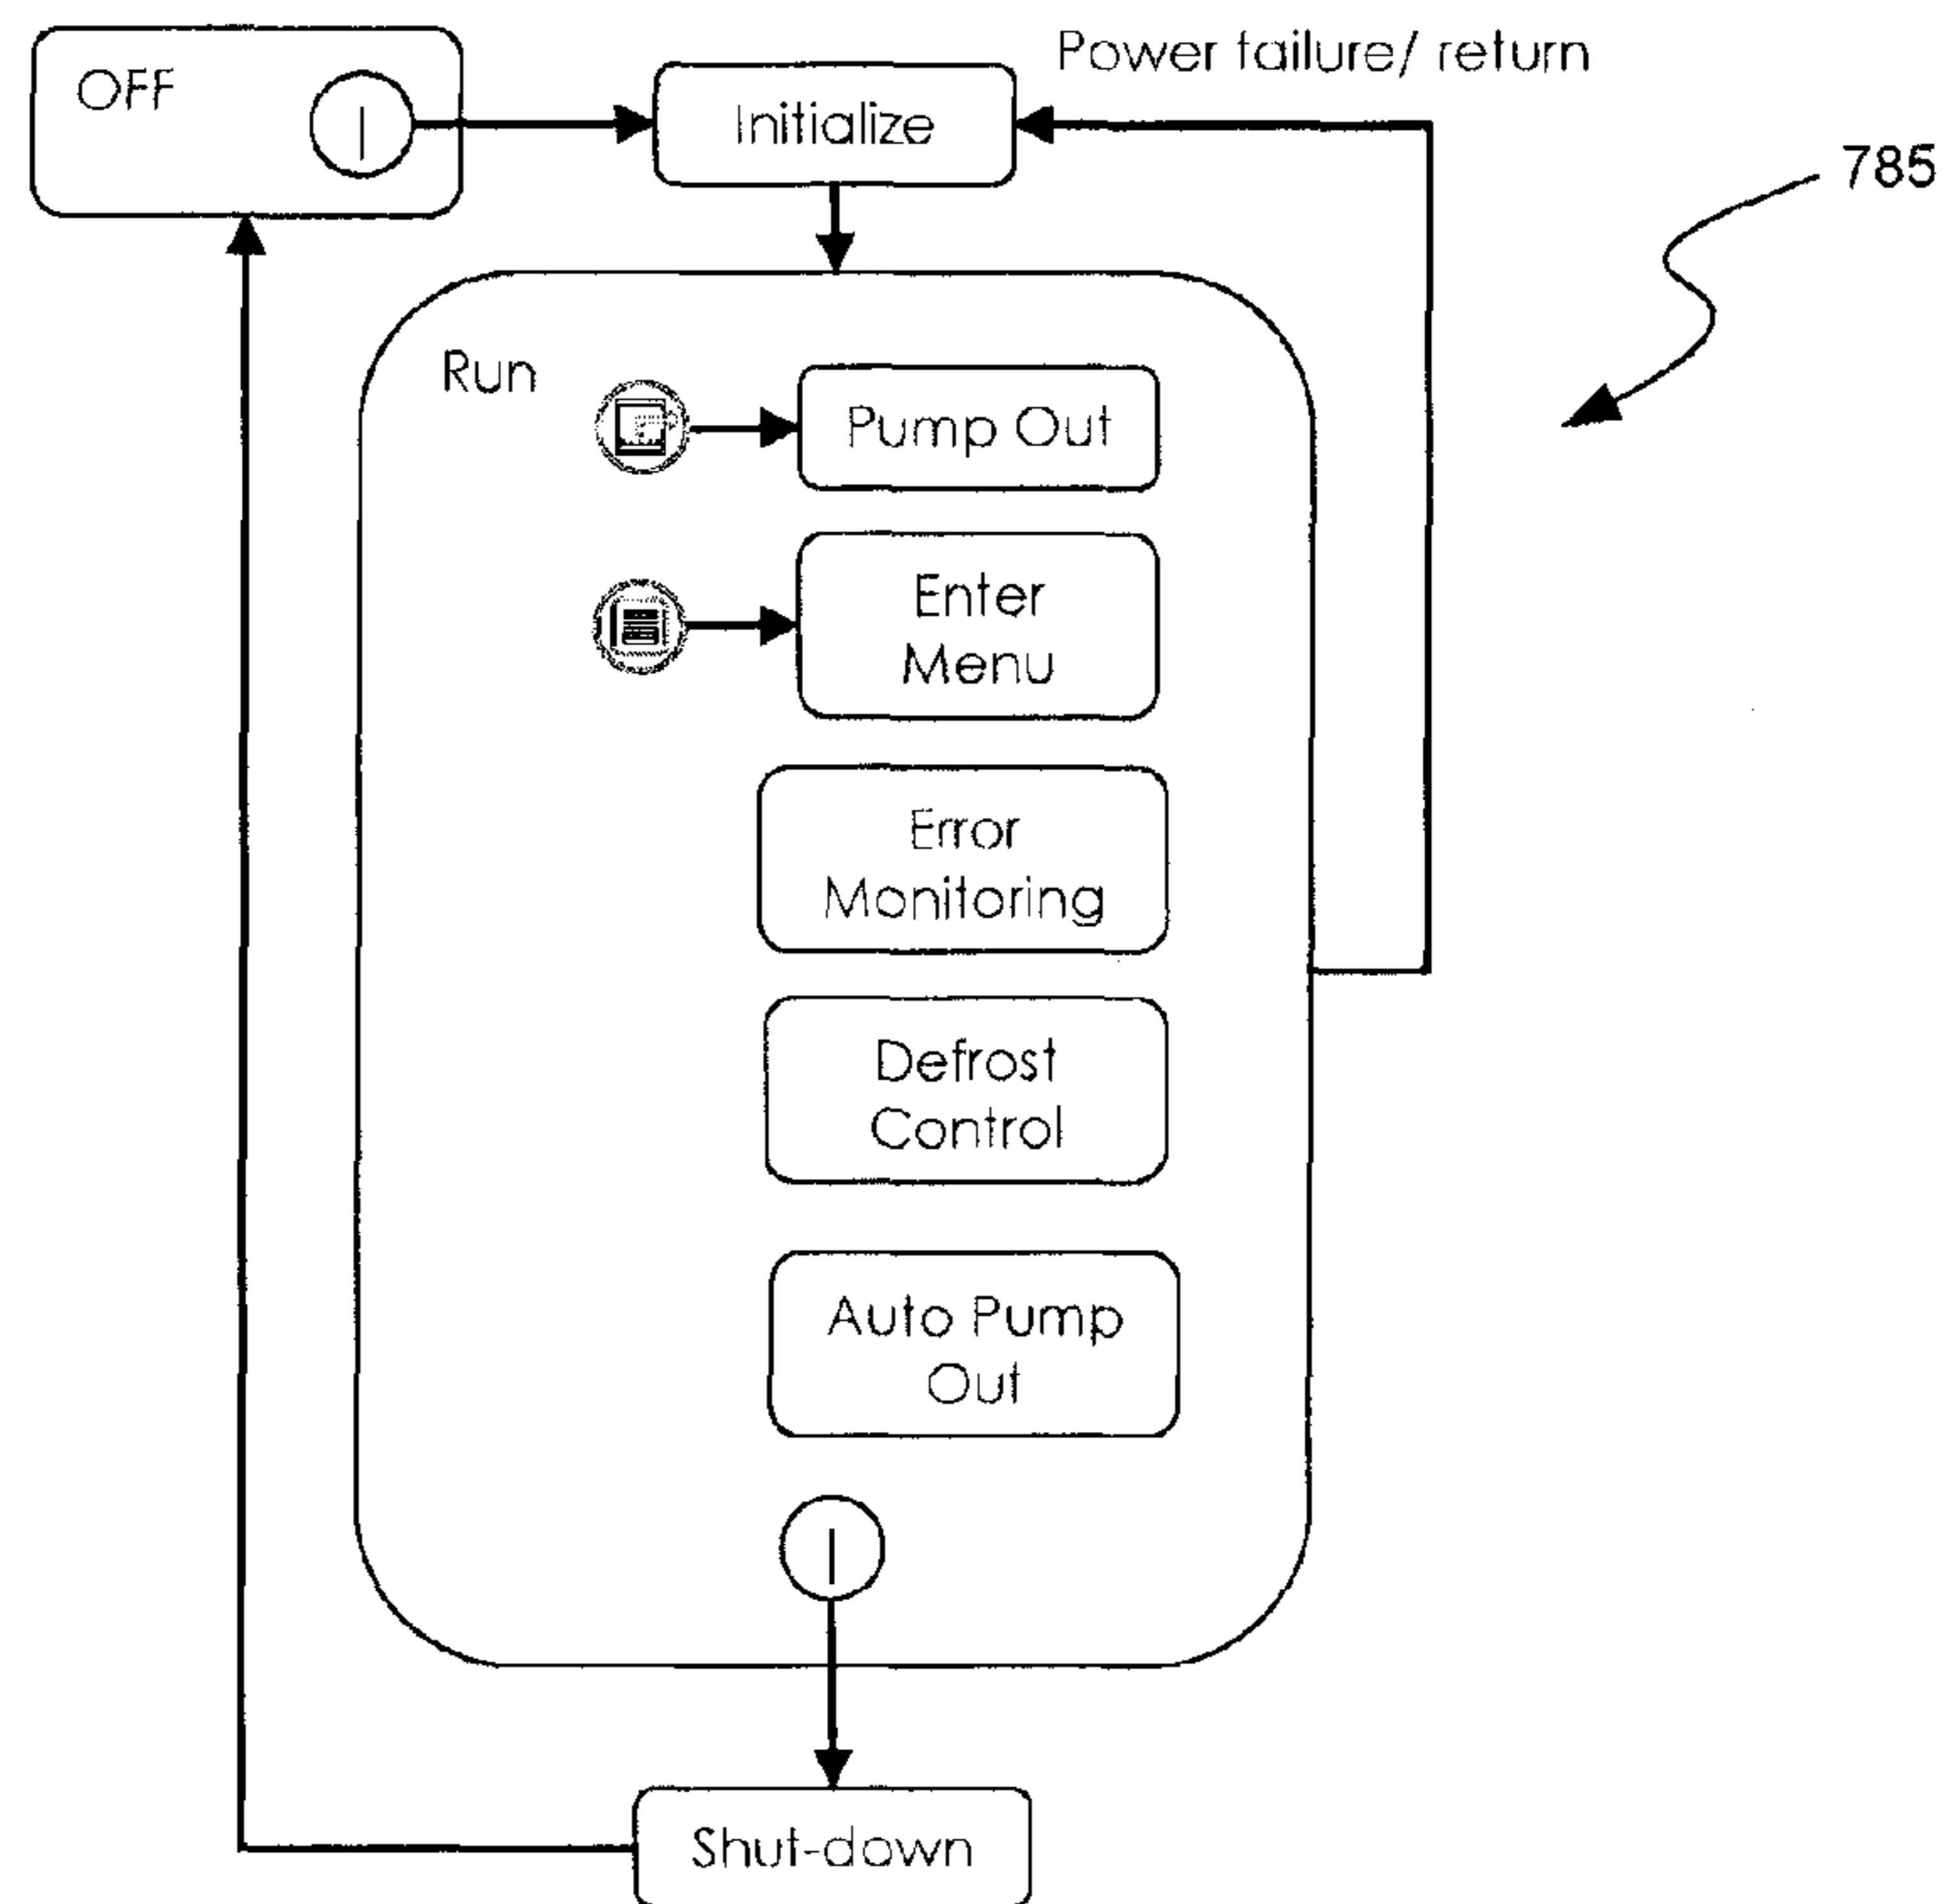 OFF
Initialize
Power failure/ return
785
Run
Pump Out
Enter
Menu
Error
Monitoring
Defrost
Control
Auto Pump
Out
Shut-down